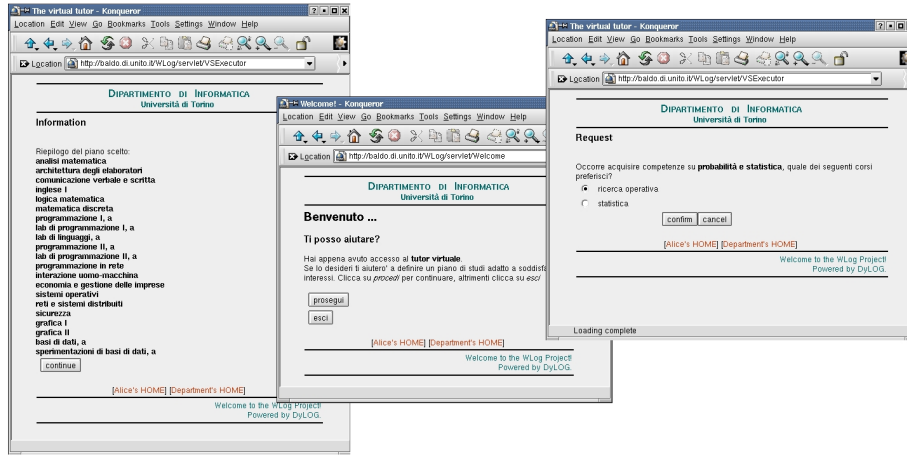 The virtual tutor - Konqueror
Location Edit View Go Bookmarks Tools Settings Window Help
Location http://baldo.di.unito.it/WLog/servlet/VSExecutor
DIPARTIMENTO DI INFORMATICA
Università di Torino
Information
Riepilogo del piano scelto:
analisi matematica
architettura degli elaboratori
comunicazione verbale e scritta
inglese I
logica matematica
matematica discreta
programmazione I, a
lab di programmazione I, a
lab di linguaggi, a
programmazione II, a
lab di programmazione II, a
programmazione in rete
interazione uomo-macchina
economia e gestione delle imprese
sistemi operativi
reti e sistemi distribuiti
sicurezza
grafica I
grafica II
basi di dati, a
sperimentazioni di basi di dati, a
continue
[Alice's HOME] [Department's HOME]
Welcome to the WLog Project!
Powered by DyLOG.
Welcome! - Konqueror
Location Edit View Go Bookmarks Tools Settings Window Help
Location http://baldo.di.unito.it/WLog/servlet/Welcome
DIPARTIMENTO DI INFORMATICA
Università di Torino
Benvenuto ...
Ti posso aiutare?
Hai appena avuto accesso al tutor virtuale.
Se lo desideri ti aiutero' a definire un piano di studi adatto a soddisfa
interessi. Clicca su procedi per continuare, altrimenti clicca su esci
prosegui
esci
[Alice's HOME] [Department's HOME]
Welcome to the WLog Project!
Powered by DyLOG.
The virtual tutor - Konqueror
Location Edit View Go Bookmarks Tools Settings Window Help
Location http://baldo.di.unito.it/WLog/servlet/VSExecutor
DIPARTIMENTO DI INFORMATICA
Università di Torino
Request
Occorre acquisire competenze su probabilità e statistica, quale dei seguenti corsi
preferisci?
ricerca operativa
statistica
confirm cancel
[Alice's HOME] [Department's HOME]
Welcome to the WLog Project!
Powered by DyLOG.
Loading complete